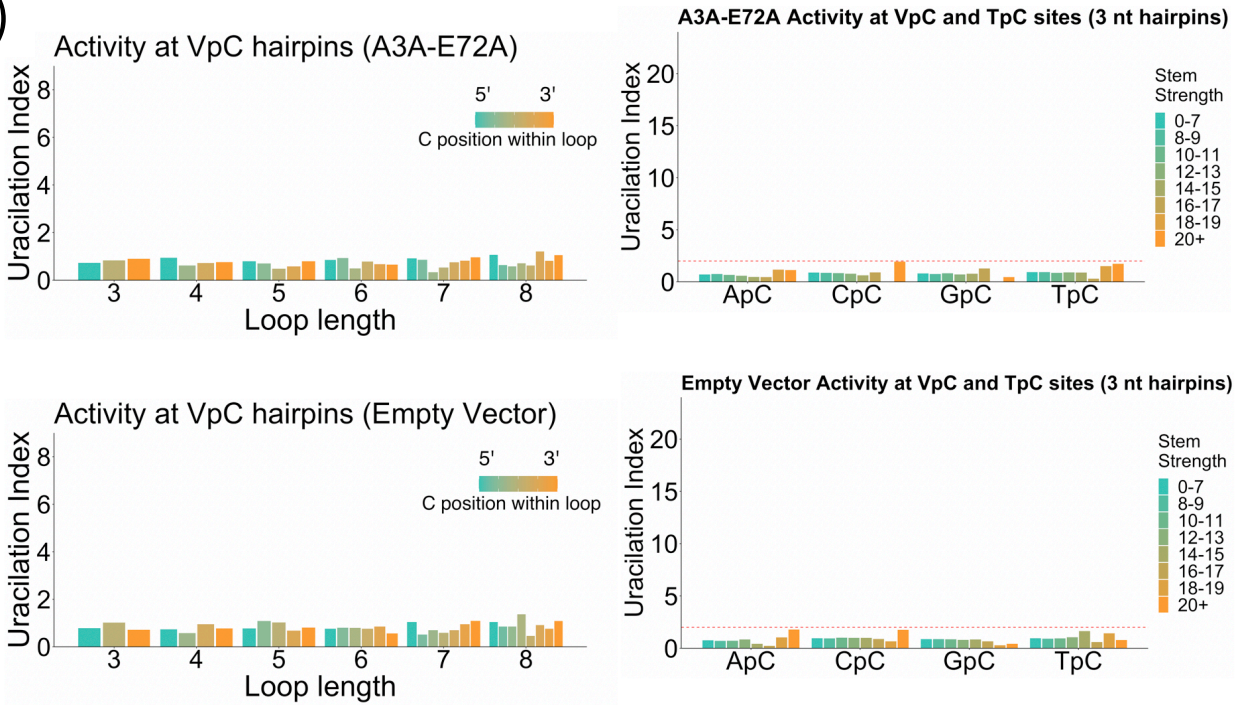 )
Activity at VpC hairpins (A3A-E72A)
Uracilation Index
8
6
4
2
0
5' 3'
C position within loop
3 4 5 6 7 8
Loop length
A3A-E72A Activity at VpC and TpC sites (3 nt hairpins)
Uracilation Index
20
15
10
5
0
Stem
Strength
0-7
8-9
10-11
12-13
14-15
16-17
18-19
20+
ApC CpC GpC TpC
Activity at VpC hairpins (Empty Vector)
Uracilation Index
8
6
4
2
0
5' 3'
C position within loop
3 4 5 6 7 8
Loop length
Empty Vector Activity at VpC and TpC sites (3 nt hairpins)
Uracilation Index
20
15
10
5
0
Stem
Strength
0-7
8-9
10-11
12-13
14-15
16-17
18-19
20+
ApC CpC GpC TpC